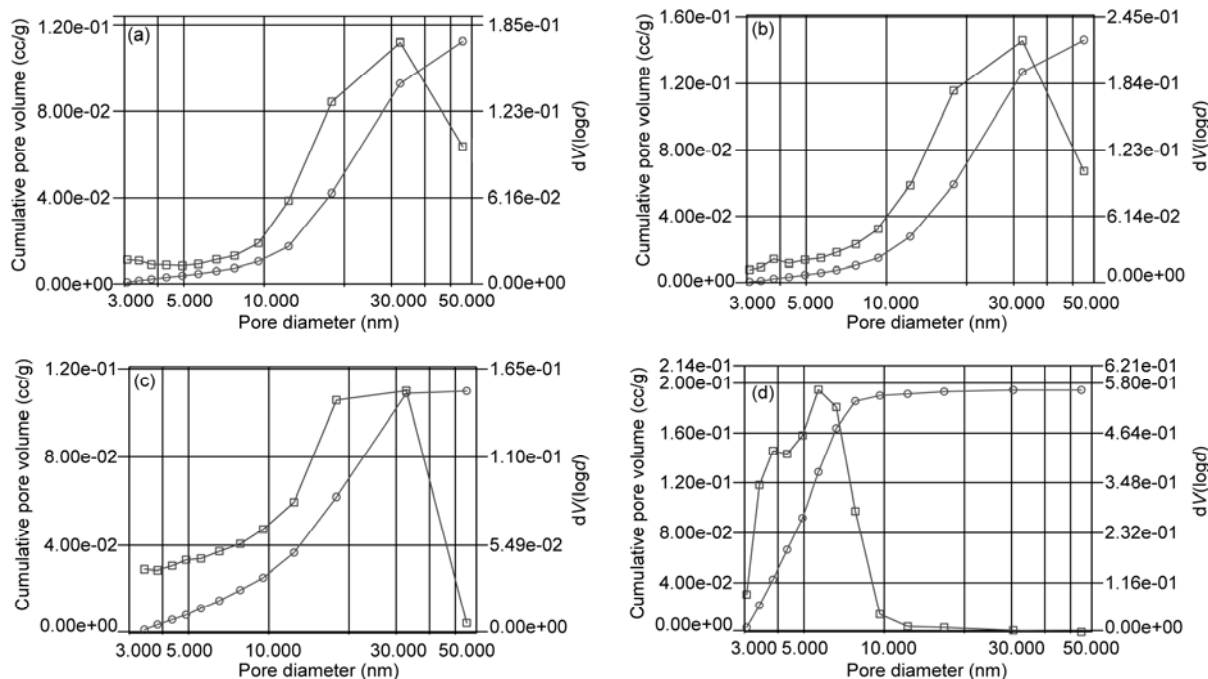 (a)
Cumulative pore volume (cc/g)
1.20e-01
8.00e-02
4.00e-02
0.00e+00
1.85e-01
1.23e-01
6.16e-02
0.00e+00
dV(logd)
3.000 5.000 10.000 30.000 50.000
Pore diameter (nm)
(b)
Cumulative pore volume (cc/g)
1.60e-01
1.20e-01
8.00e-02
4.00e-02
0.00e+00
2.45e-01
1.84e-01
1.23e-01
6.14e-02
0.00e+00
dV(logd)
3.000 5.000 10.000 30.000 50.000
Pore diameter (nm)
(c)
Cumulative pore volume (cc/g)
1.20e-01
8.00e-02
4.00e-02
0.00e+00
1.65e-01
1.10e-01
5.49e-02
0.00e+00
dV(logd)
3.000 5.000 10.000 30.000 50.000
Pore diameter (nm)
(d)
Cumulative pore volume (cc/g)
2.14e-01
2.00e-01
1.60e-01
1.20e-01
8.00e-02
4.00e-02
0.00e+00
6.21e-01
5.80e-01
4.64e-01
3.48e-01
2.32e-01
1.16e-01
0.00e+00
dV(logd)
3.000 5.000 10.000 30.000 50.000
Pore diameter (nm)